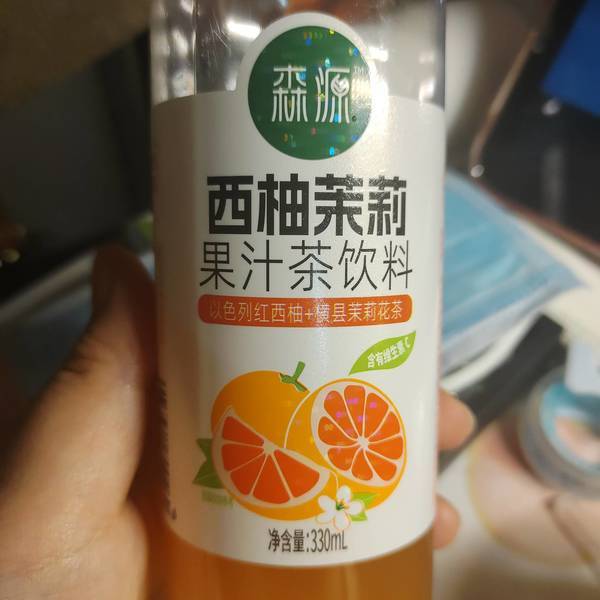 森源
TM
西柚茉莉
果汁茶饮料
以色列红西柚+横县茉莉花茶
含有维生素 C
净含量:330mL